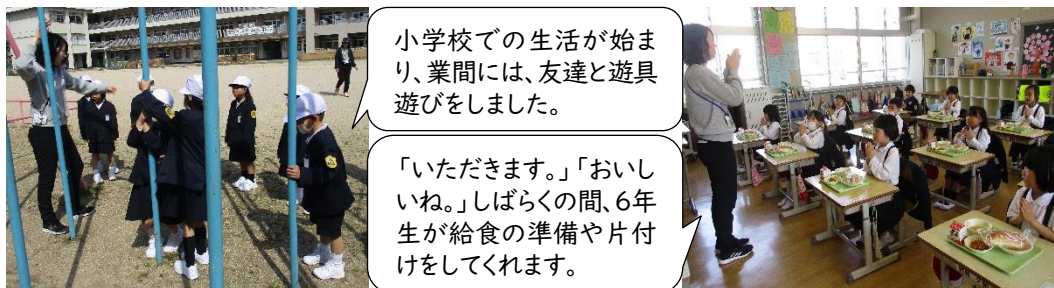 小学校での生活が始ま
り、業間には、友達と遊具
遊びをしました。
「いただきます。」「おいし
いね。」しばらくの間、6年
生が給食の準備や片付
けをしてくれます。